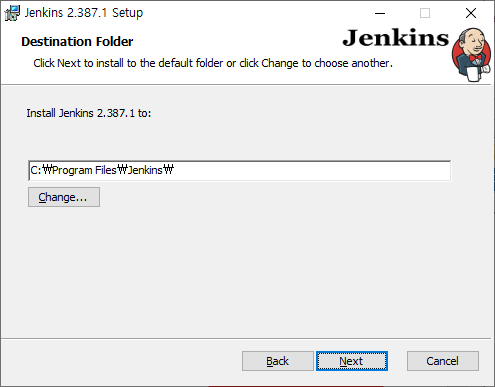 Jenkins 2.387.1 Setup
Destination Folder
Click Next to install to the default folder or click Change to choose another.
Jenkins
Install Jenkins 2.387.1 to:
C:₩Program Files₩Jenkins₩
Change...
Back
Next
Cancel